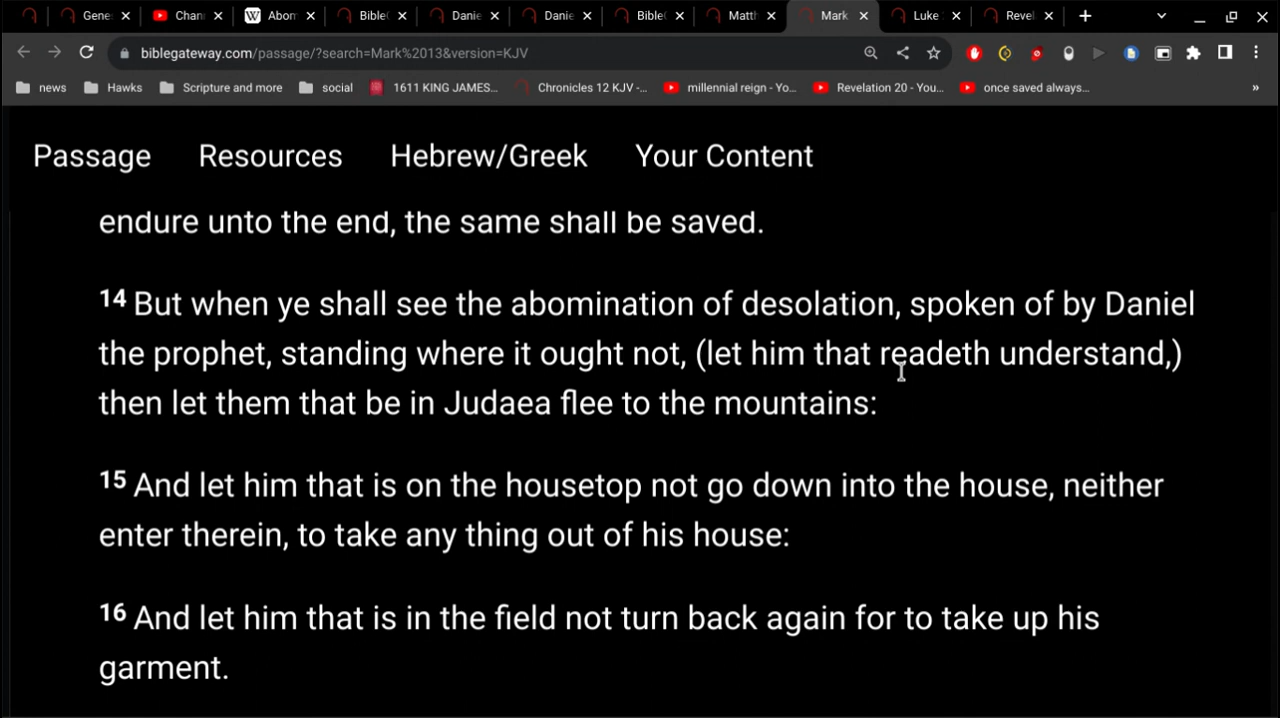 Gene
Chan
Abom
Bible
Danie
Danie
Bible
Matth
Mark
Luke
Revel
biblegateway.com/passage/?search=Mark%2013&version=KJV
news
Hawks
Scripture and more
social
1611 KING JAMES...
Chronicles 12 KJV -...
millennial reign - Yo...
Revelation 20 - You...
once saved always...
»
Passage
Resources
Hebrew/Greek
Your Content
endure unto the end, the same shall be saved.
14 But when ye shall see the abomination of desolation, spoken of by Daniel
the prophet, standing where it ought not, (let him that readeth understand,)
then let them that be in Judaea flee to the mountains:
15 And let him that is on the housetop not go down into the house, neither
enter therein, to take any thing out of his house:
16 And let him that is in the field not turn back again for to take up his
garment.